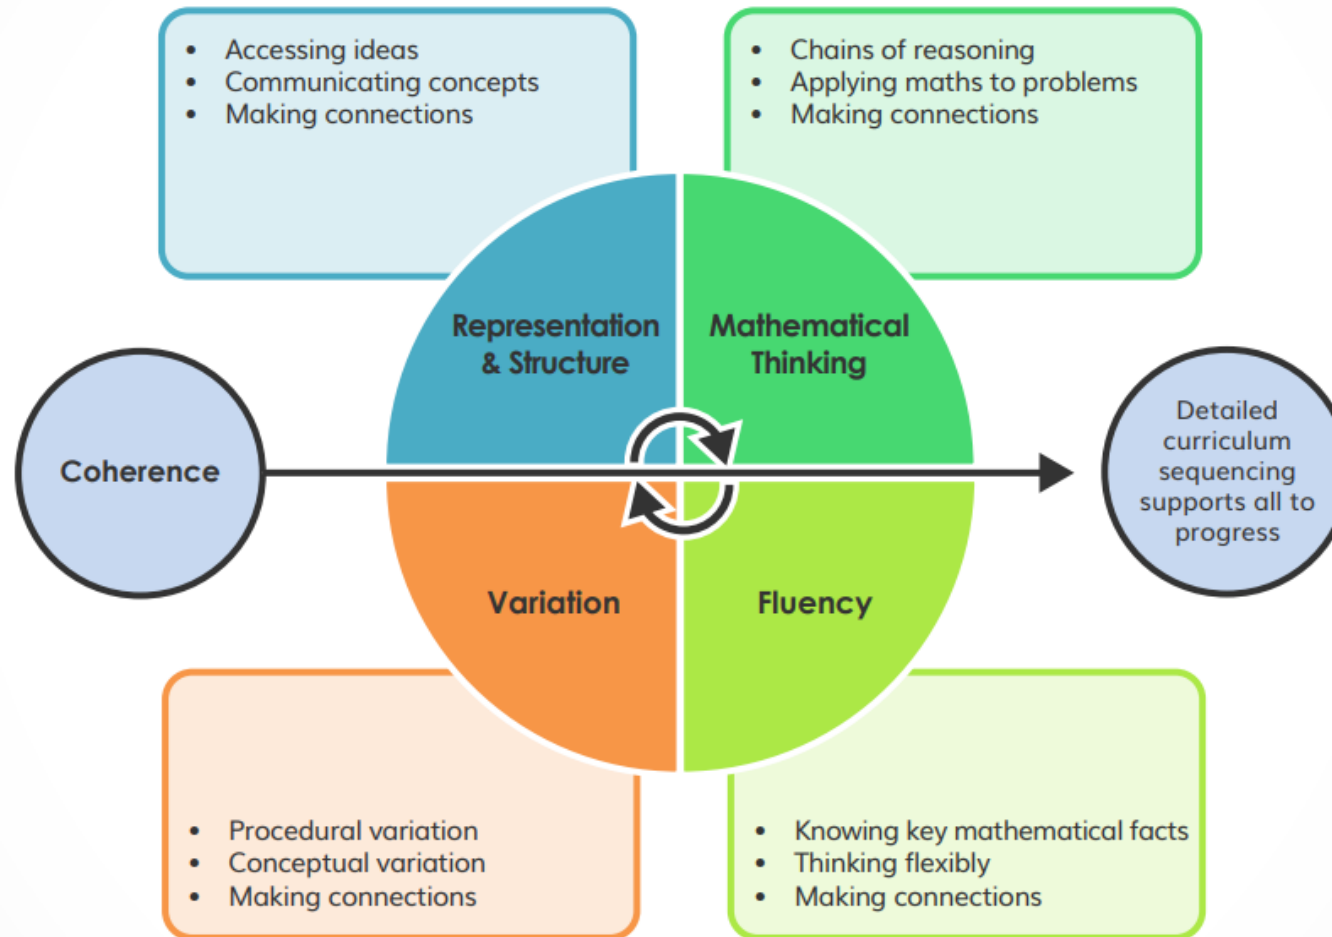 • Accessing ideas
• Communicating concepts
• Making connections
• Chains of reasoning
• Applying maths to problems
• Making connections
Representation
& Structure
Mathematical
Thinking
Coherence
Detailed
curriculum
sequencing
supports all to
progress
Variation
Fluency
• Procedural variation
• Conceptual variation
• Making connections
• Knowing key mathematical facts
• Thinking flexibly
• Making connections